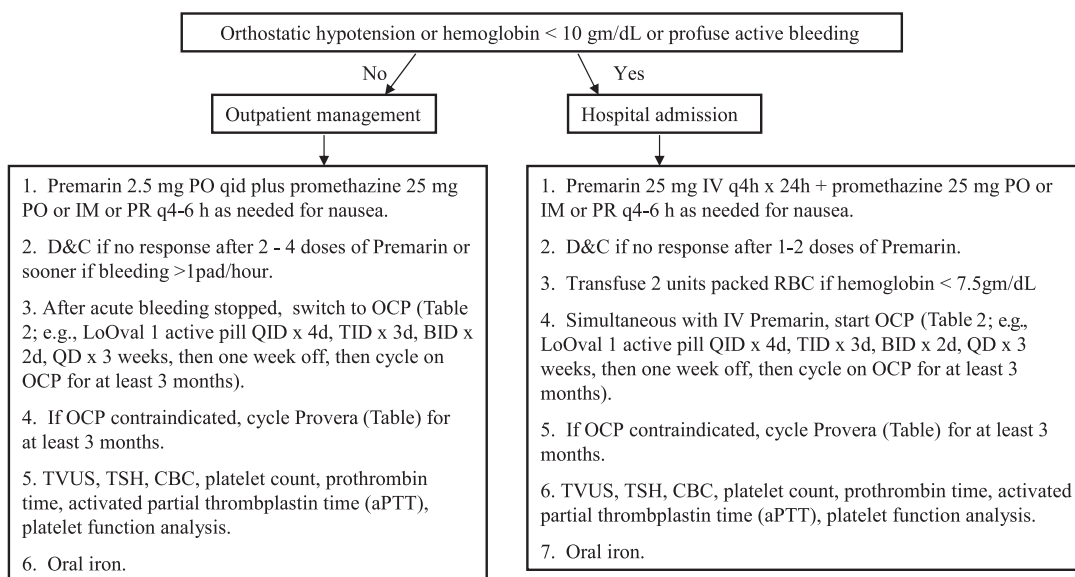 Orthostatic hypotension or hemoglobin < 10 gm/dL or profuse active bleeding
No
Yes
Outpatient management
Hospital admission
1. Premarin 2.5 mg PO qid plus promethazine 25 mg
PO or IM or PR q4-6 h as needed for nausea.
2. D&C if no response after 2 - 4 doses of Premarin or
sooner if bleeding >1pad/hour.
3. After acute bleeding stopped, switch to OCP (Table
2; e.g., LoOval 1 active pill QID x 4d, TID x 3d, BID x
2d, QD x 3 weeks, then one week off, then cycle on
OCP for at least 3 months).
4. If OCP contraindicated, cycle Provera (Table) for
at least 3 months.
5. TVUS, TSH, CBC, platelet count, prothrombin
time, activated partial thrombplastin time (aPTT),
platelet function analysis.
6. Oral iron.
1. Premarin 25 mg IV q4h x 24h + promethazine 25 mg PO or
IM or PR q4-6 h as needed for nausea.
2. D&C if no response after 1-2 doses of Premarin.
3. Transfuse 2 units packed RBC if hemoglobin < 7.5gm/dL
4. Simultaneous with IV Premarin, start OCP (Table 2; e.g.,
LoOval 1 active pill QID x 4d, TID x 3d, BID x 2d, QD x 3
weeks, then one week off, then cycle on OCP for at least 3
months).
5. If OCP contraindicated, cycle Provera (Table) for at least 3
months.
6. TVUS, TSH, CBC, platelet count, prothrombin time, activated
partial thrombplastin time (aPTT), platelet function analysis.
7. Oral iron.